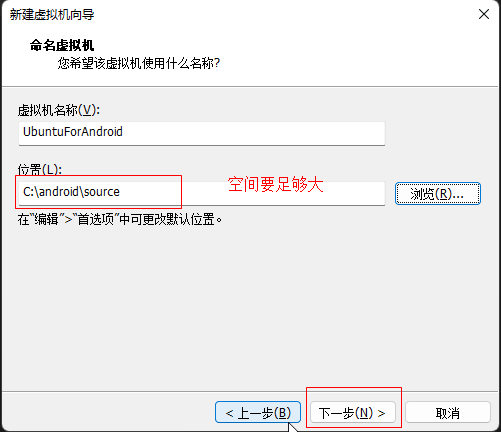 新建虚拟机向导
命名虚拟机
您希望该虚拟机使用什么名称?
虚拟机名称(V):
UbuntuForAndroid
位置(L):
C:\android\source
空间要足够大
浏览(R)...
在“编辑”>“首选项”中可更改默认位置。
< 上一步(B)
下一步(N) >
取消